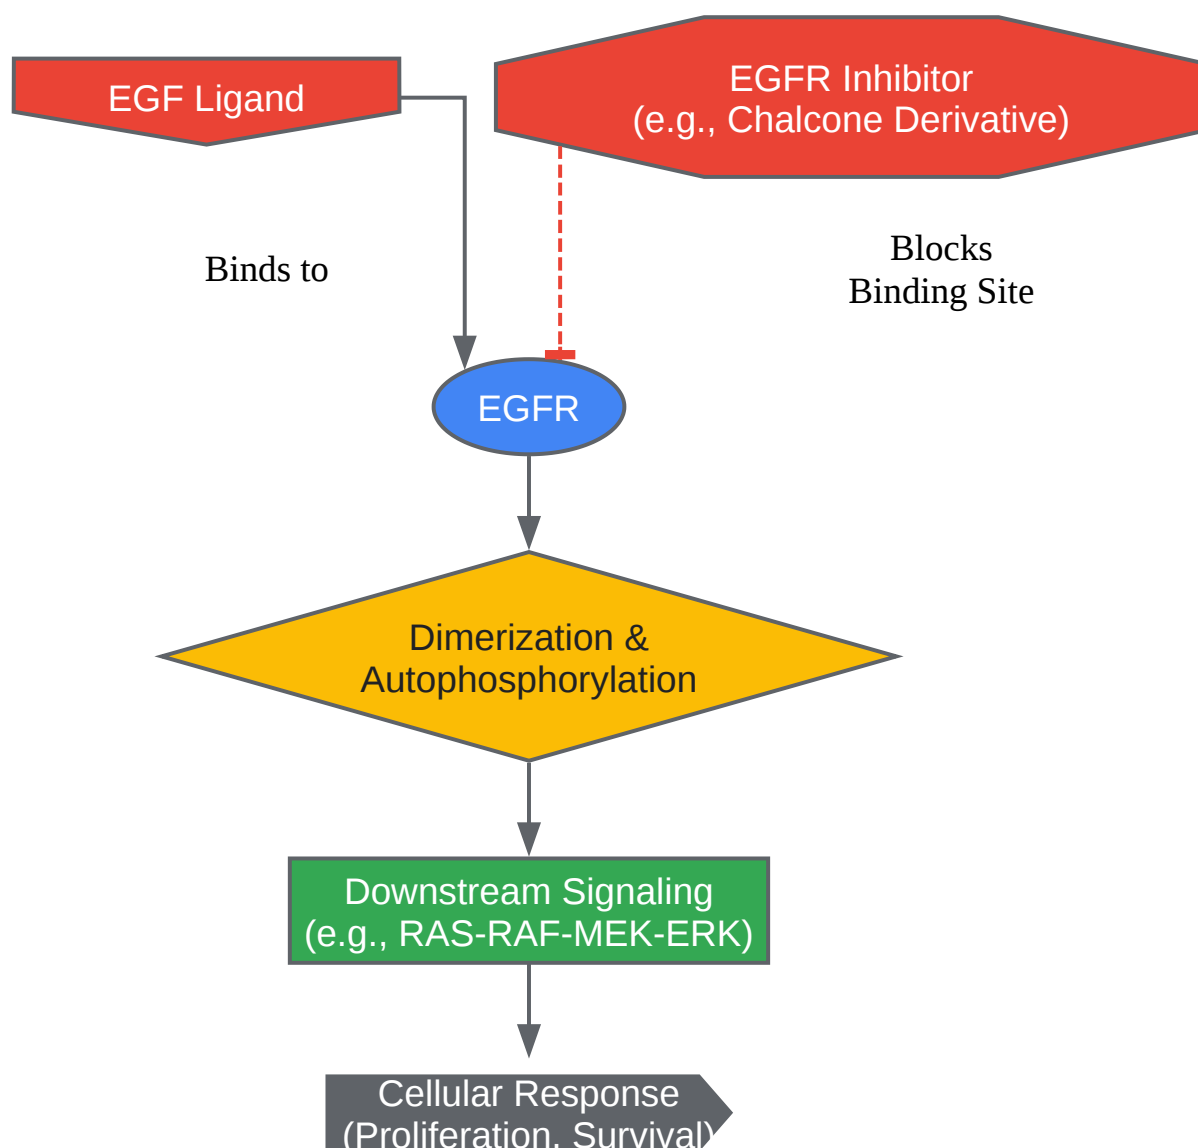 EGF Ligand
EGFR Inhibitor
(e.g., Chalcone Derivative)
Binds to
Blocks
Binding Site
EGFR
Dimerization &
Autophosphorylation
Downstream Signaling
(e.g., RAS-RAF-MEK-ERK)
Cellular Response
(Proliferation, Survival)